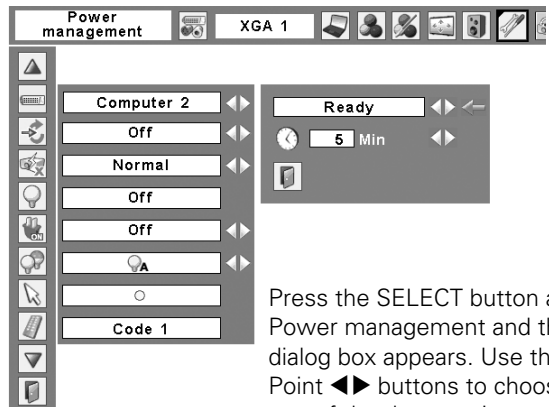 Power
management
XGA 1
Computer 2
Off
Normal
Off
Off
A
Code 1
ON
Ready
5 Min
Press the SELECT button a
Power management and th
dialog box appears. Use th
Point ◀▶ buttons to choos